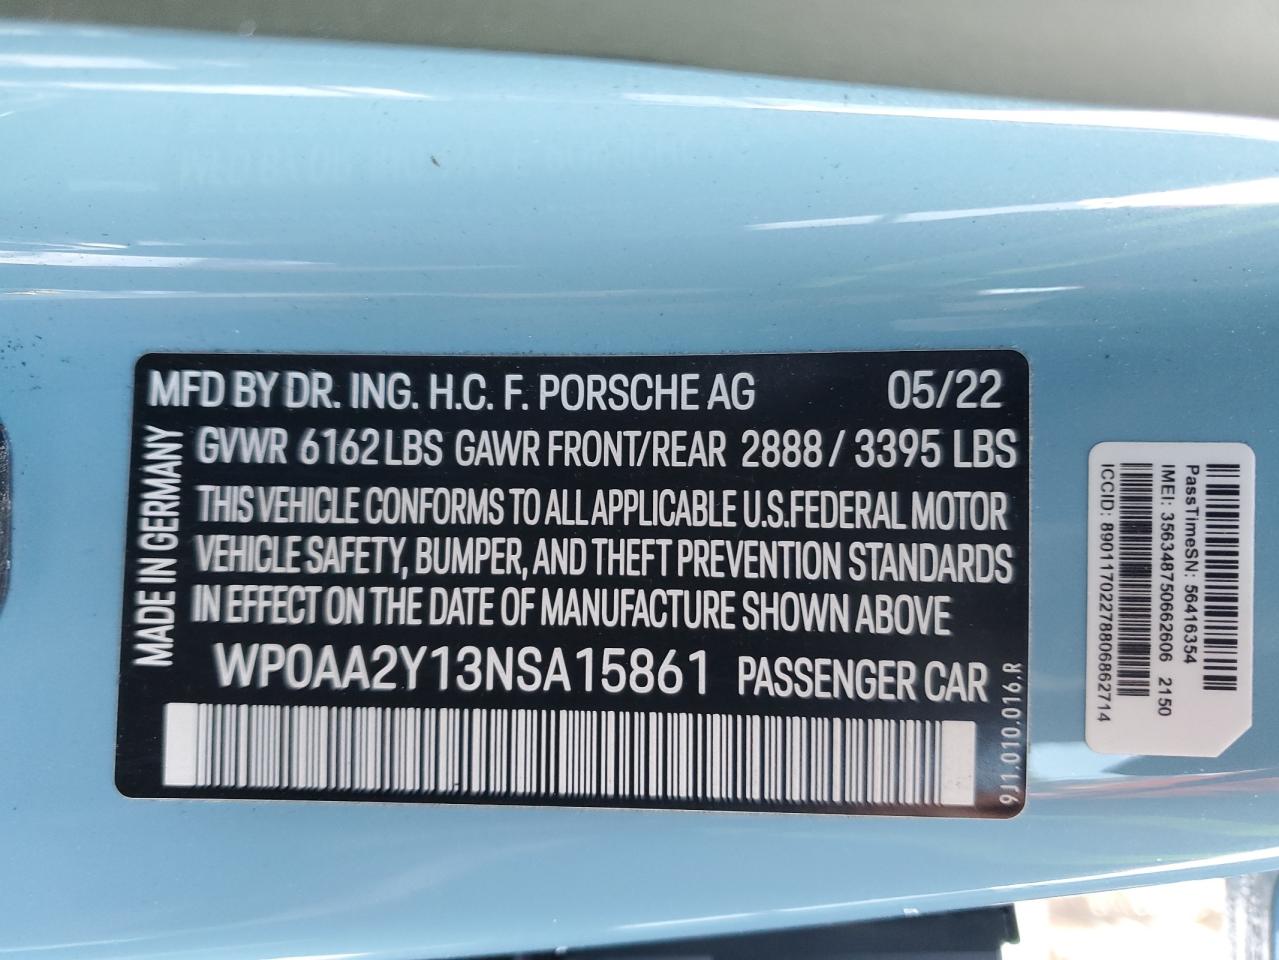 MFD BY DR. ING. H.C. F. PORSCHE AG 05/22
GVWR 6162 LBS GAWR FRONT/REAR 2888 / 3395 LBS
THIS VEHICLE CONFORMS TO ALL APPLICABLE U.S.FEDERAL MOTOR
VEHICLE SAFETY, BUMPER, AND THEFT PREVENTION STANDARDS
IN EFFECT ON THE DATE OF MANUFACTURE SHOWN ABOVE
WP0AA2Y13NSA15861 PASSENGER CAR
MADE IN GERMANY
9J1.010.016.R
PassTimeSN: 56416354
IMEI: 356348750662606 2150
ICCID: 89011702278806862714